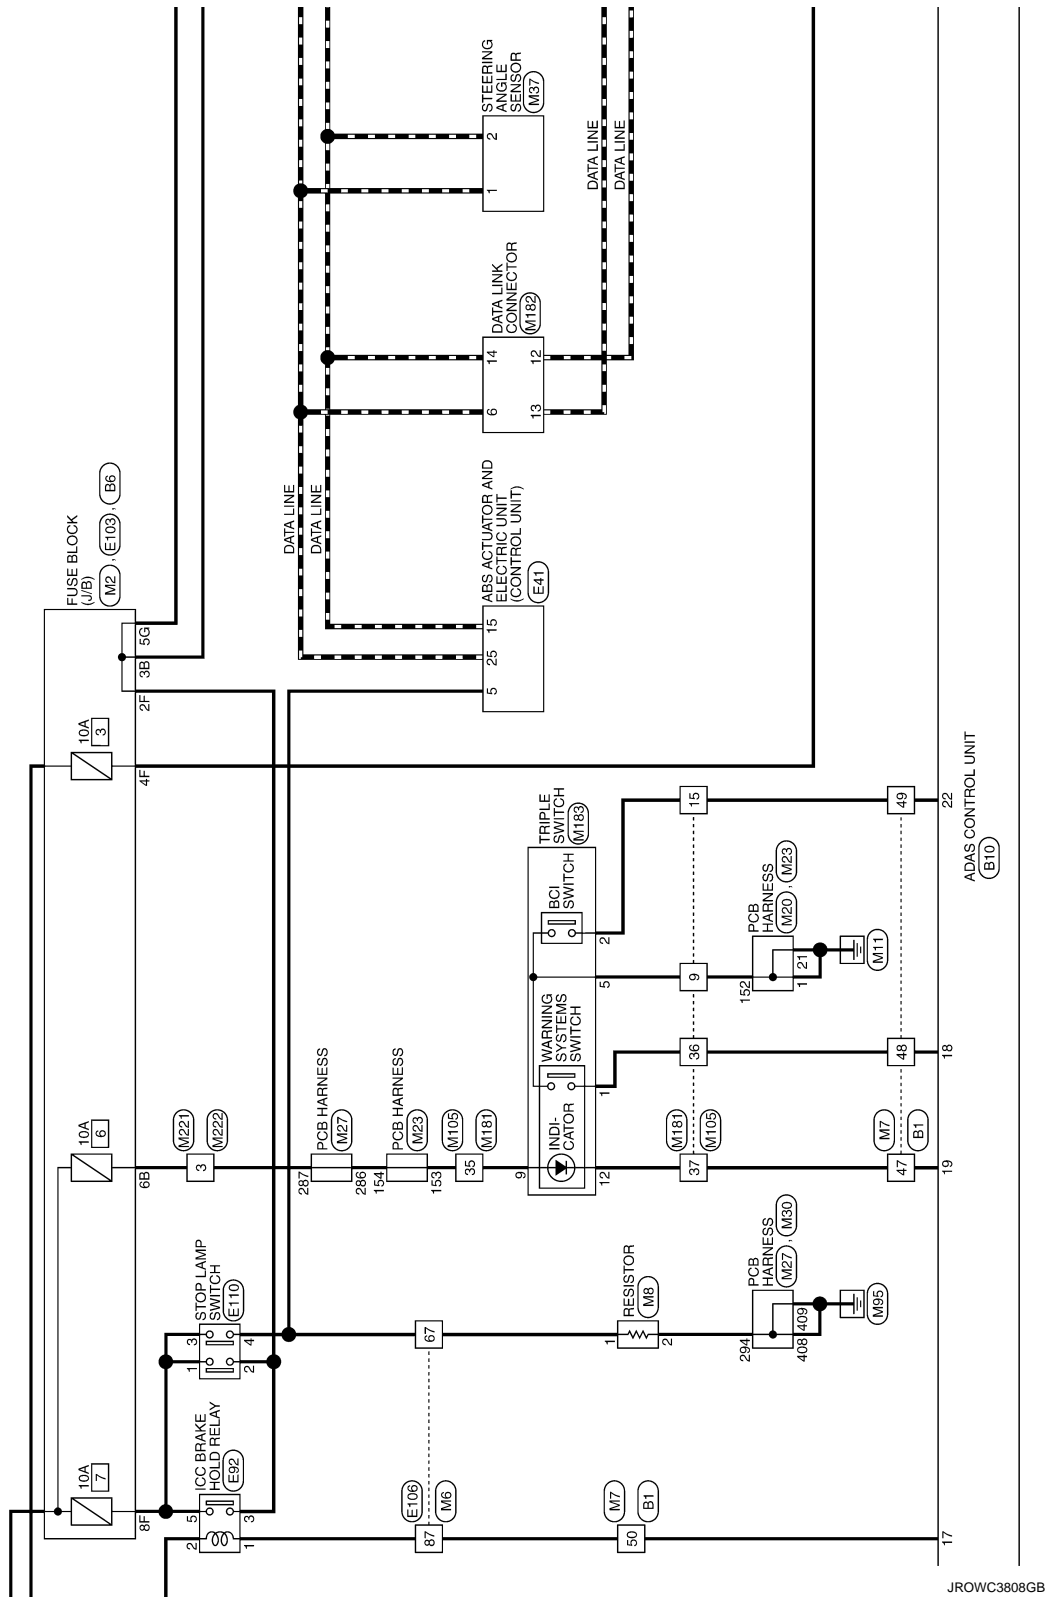 FUSE BLOCK
(J/B)
M2 , E103 , B6
10A
7
10A
6
10A
3
8F
6B
4F
2F
3B
5G
ICC BRAKE
HOLD RELAY
E92
2
5
1
3
STOP LAMP
SWITCH
E110
1
3
2
4
M221
M222
3
DATA LINE
DATA LINE
PCB HARNESS
M27
287
286
PCB HARNESS
M23
154
153
M105
M181
35
E106
M6
87
67
ABS ACTUATOR AND
ELECTRIC UNIT
(CONTROL UNIT)
E41
5
25
15
DATA LINK
CONNECTOR
M182
6
14
13
12
STEERING
ANGLE
SENSOR
M37
1
2
DATA LINE
DATA LINE
TRIPLE
SWITCH
M183
9
INDI-
CATOR
WARNING
SYSTEMS
SWITCH
BCI
SWITCH
12
1
5
2
M7
B1
50
RESISTOR
M8
1
2
M181
M105
37
36
9
15
PCB
HARNESS
M27 , M30
294
408
409
M95
PCB
HARNESS
M20 , M23
152
1
21
M11
M7
B1
47
48
49
17
19
18
22
ADAS CONTROL UNIT
B10
JROWC3808GB